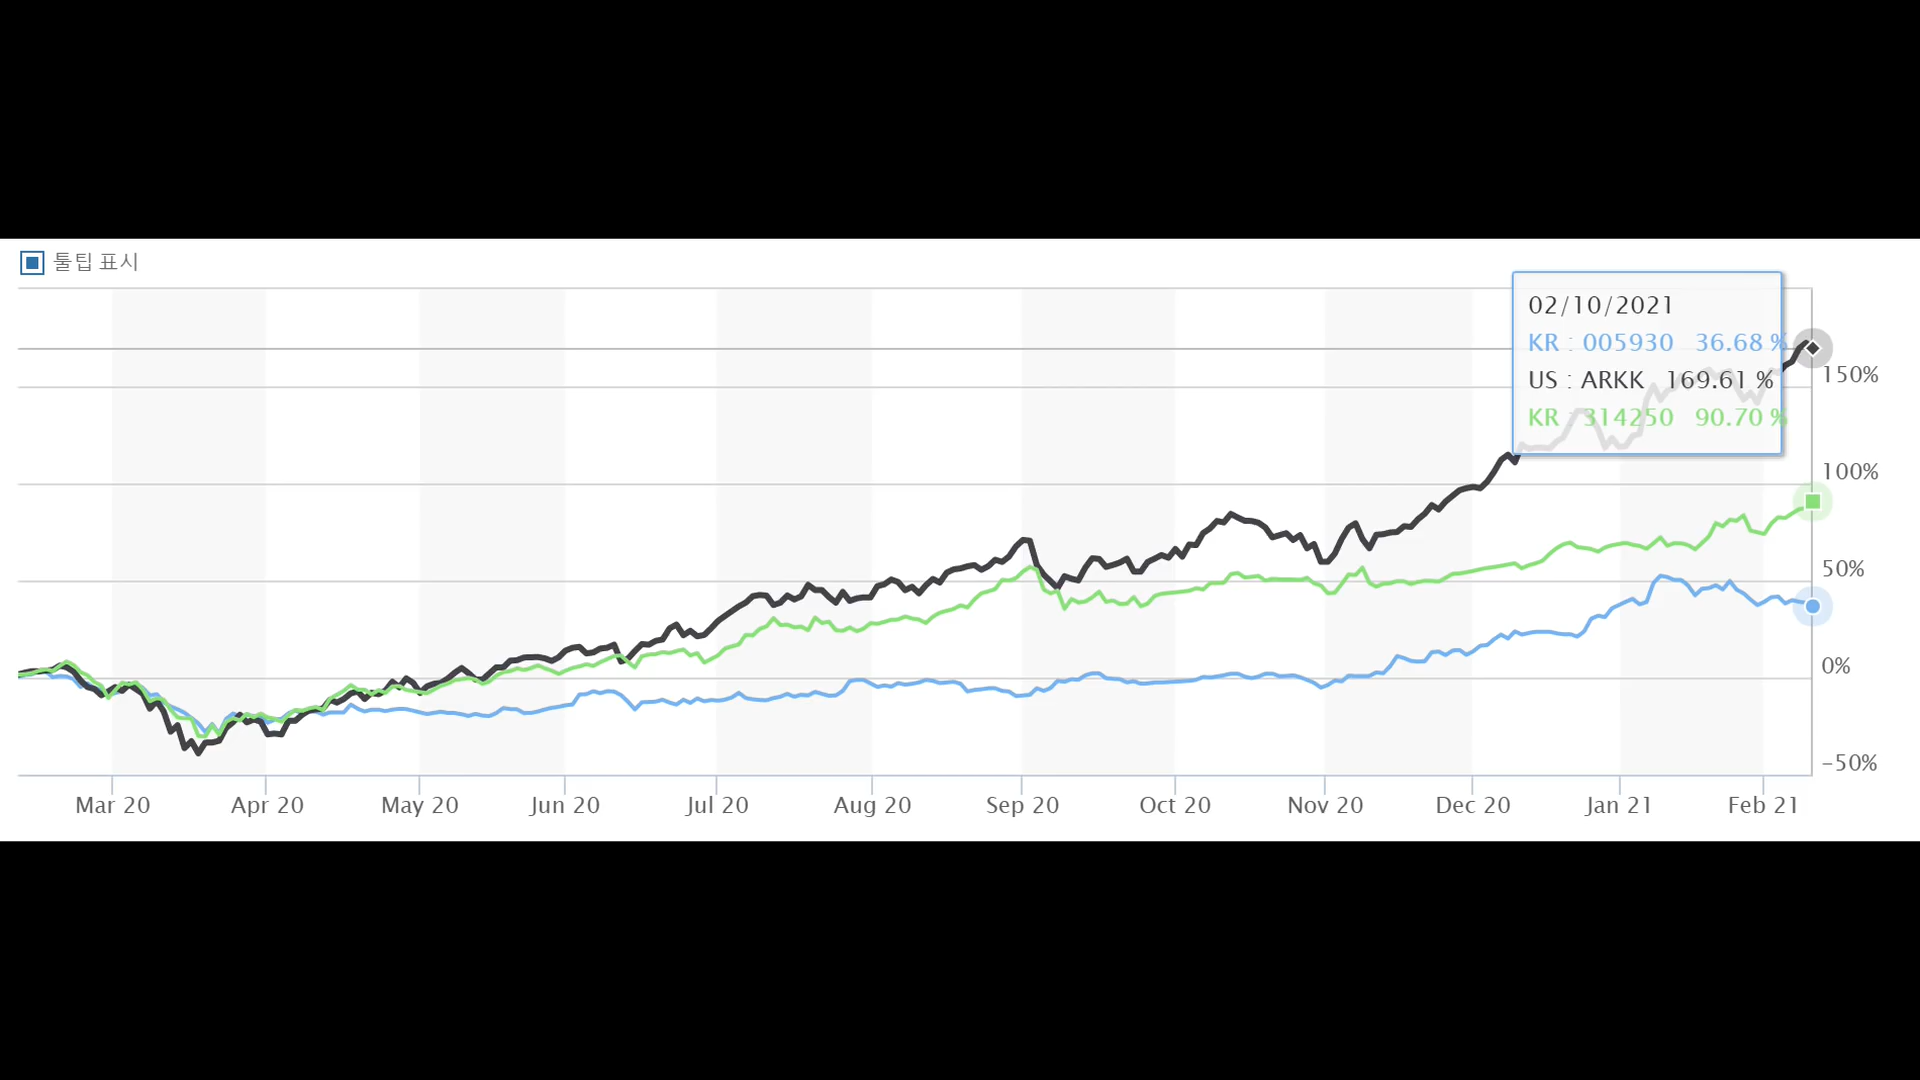 툴팁 표시
02/10/2021
KR : 005930 36.68 %
US : ARKK 169.61 %
KR : 314250 90.70 %
150%
100%
50%
0%
-50%
Mar 20 Apr 20 May 20 Jun 20 Jul 20 Aug 20 Sep 20 Oct 20 Nov 20 Dec 20 Jan 21 Feb 21